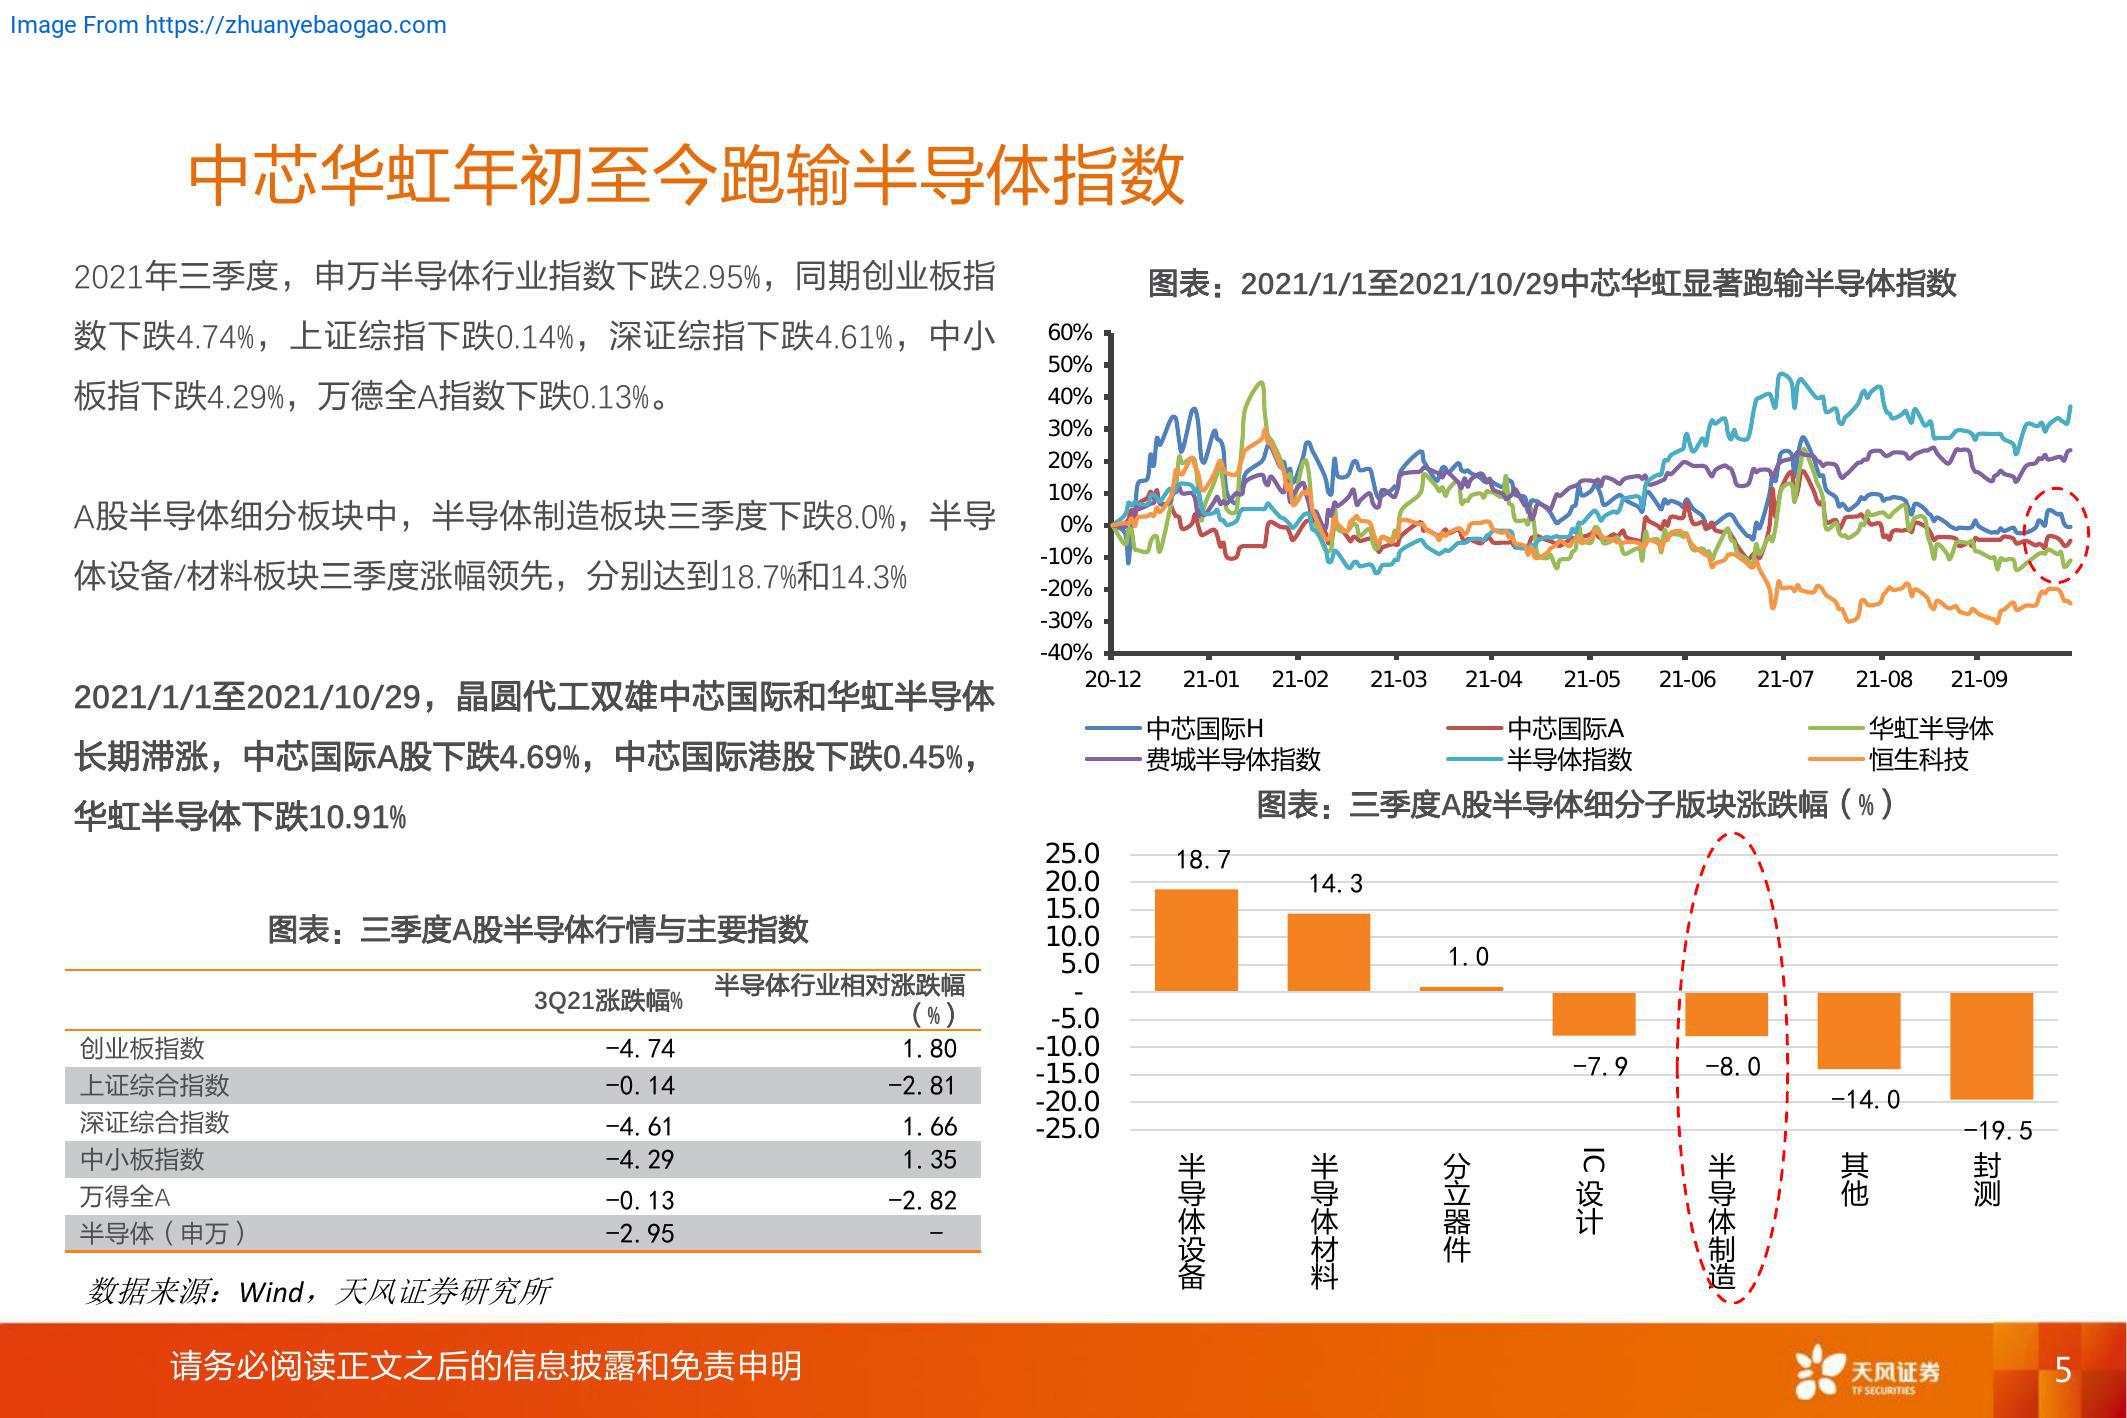 Image From https://zhuanyebaogao.com
中芯华虹年初至今跑输半导体指数
2021年三季度，申万半导体行业指数下跌2.95%，同期创业板指
数下跌4.74%，上证综指下跌0.14%，深证综指下跌4.61%，中小
板指下跌4.29%，万德全A指数下跌0.13%。
A股半导体细分板块中，半导体制造板块三季度下跌8.0%，半导
体设备/材料板块三季度涨幅领先，分别达到18.7%和14.3%
2021/1/1至2021/10/29，晶圆代工双雄中芯国际和华虹半导体
长期滞涨，中芯国际A股下跌4.69%，中芯国际港股下跌0.45%，
华虹半导体下跌10.91%
图表：三季度A股半导体行情与主要指数
3Q21涨跌幅% 半导体行业相对涨跌幅
（%）
创业板指数 -4.74 1.80
上证综合指数 -0.14 -2.81
深证综合指数 -4.61 1.66
中小板指数 -4.29 1.35
万得全A -0.13 -2.82
半导体（申万） -2.95 -
数据来源：Wind，天风证券研究所
图表：2021/1/1至2021/10/29中芯华虹显著跑输半导体指数
60%
50%
40%
30%
20%
10%
0%
-10%
-20%
-30%
-40%
20-12 21-01 21-02 21-03 21-04 21-05 21-06 21-07 21-08 21-09
中芯国际H 中芯国际A 华虹半导体
费城半导体指数 半导体指数 恒生科技
图表：三季度A股半导体细分子版块涨跌幅（%）
25.0
20.0
15.0
10.0
5.0
-
-5.0
-10.0
-15.0
-20.0
-25.0
18.7
14.3
1.0
-7.9
-8.0
-14.0
-19.5
半导体设备
半导体材料
分立器件
IC设计
半导体制造
其他
封测
请务必阅读正文之后的信息披露和免责申明
天风证券
TF SECURITIES
5